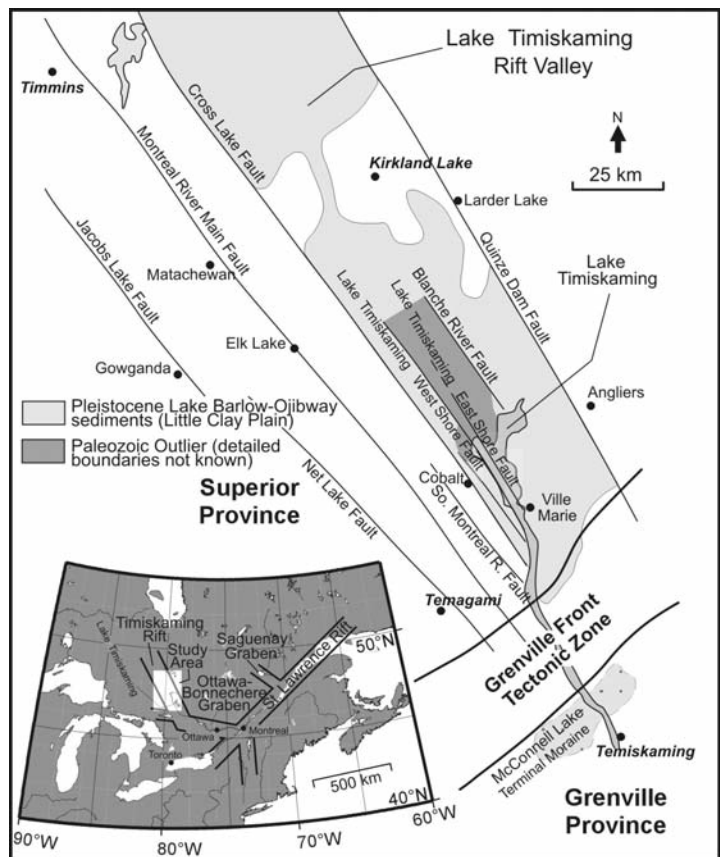 Lake Timiskaming
Rift Valley
Timmins
Cross Lake Fault
N
Kirkland Lake
25 km
Larder Lake
Montreal River Main Fault
Quinze Dam Fault
Jacobs Lake Fault
Matachewan
Lake
Timiskaming
Blanche River Fault
Lake Timiskaming East Shore Fault
Lake Timiskaming West Shore Fault
Elk Lake
Gowganda
Angliers
Pleistocene Lake Barlow-Ojibway
sediments (Little Clay Plain)
Paleozoic Outlier (detailed
boundaries not known)
Superior
Province
Net Lake Fault
Cobalt
So. Montreal R. Fault
Ville
Marie
Temagami
Grenville Front
Tectonic Zone
McConnell Lake
Terminal Moraine
Temiskaming
Grenville
Province
Timiskaming
Rift
Lake Timiskaming
Study
Area
Saguenay
Graben
Ottawa-
Bonnechere
Graben
St. Lawrence Rift
50°N
Ottawa
Montreal
Toronto
500 km
40°N
90°W
80°W
70°W
60°W